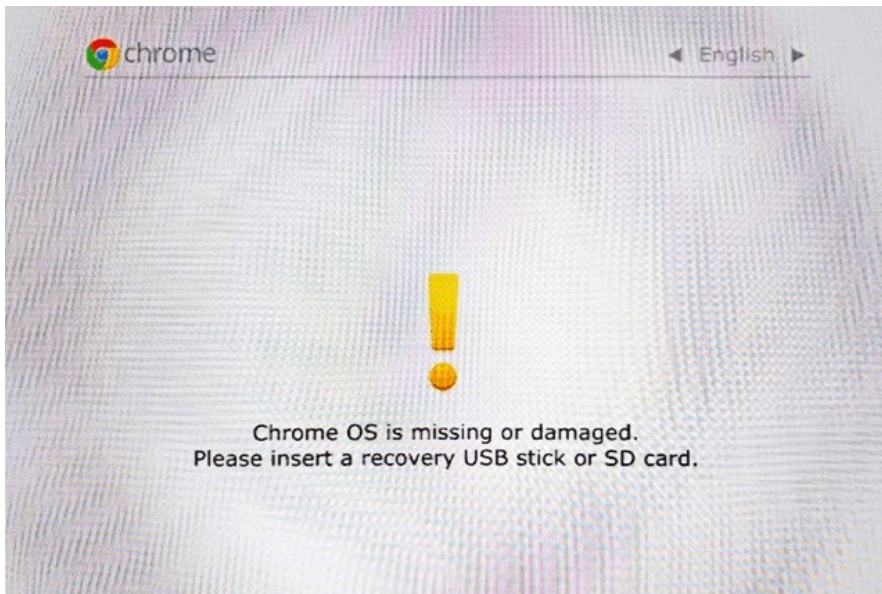 chrome
English
Chrome OS is missing or damaged.
Please insert a recovery USB stick or SD card.